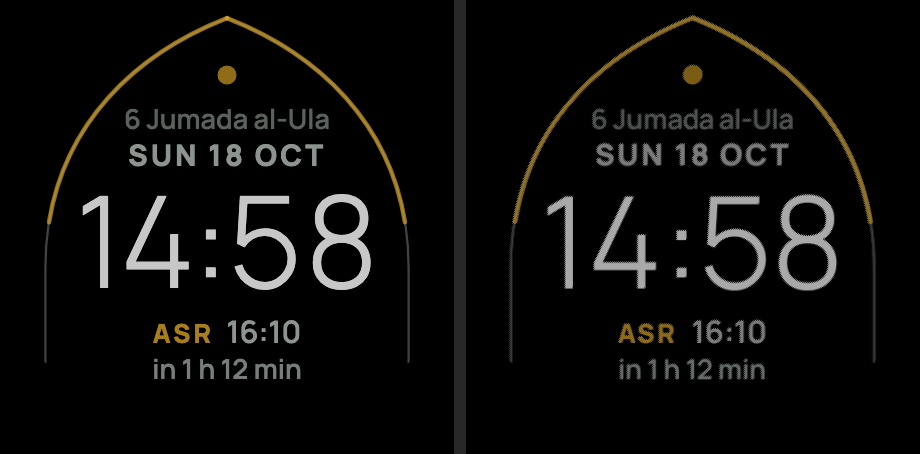 6 Jumada al-Ula
SUN 18 OCT
14:58
ASR 16:10
in 1 h 12 min
6 Jumada al-Ula
SUN 18 OCT
14:58
ASR 16:10
in 1 h 12 min